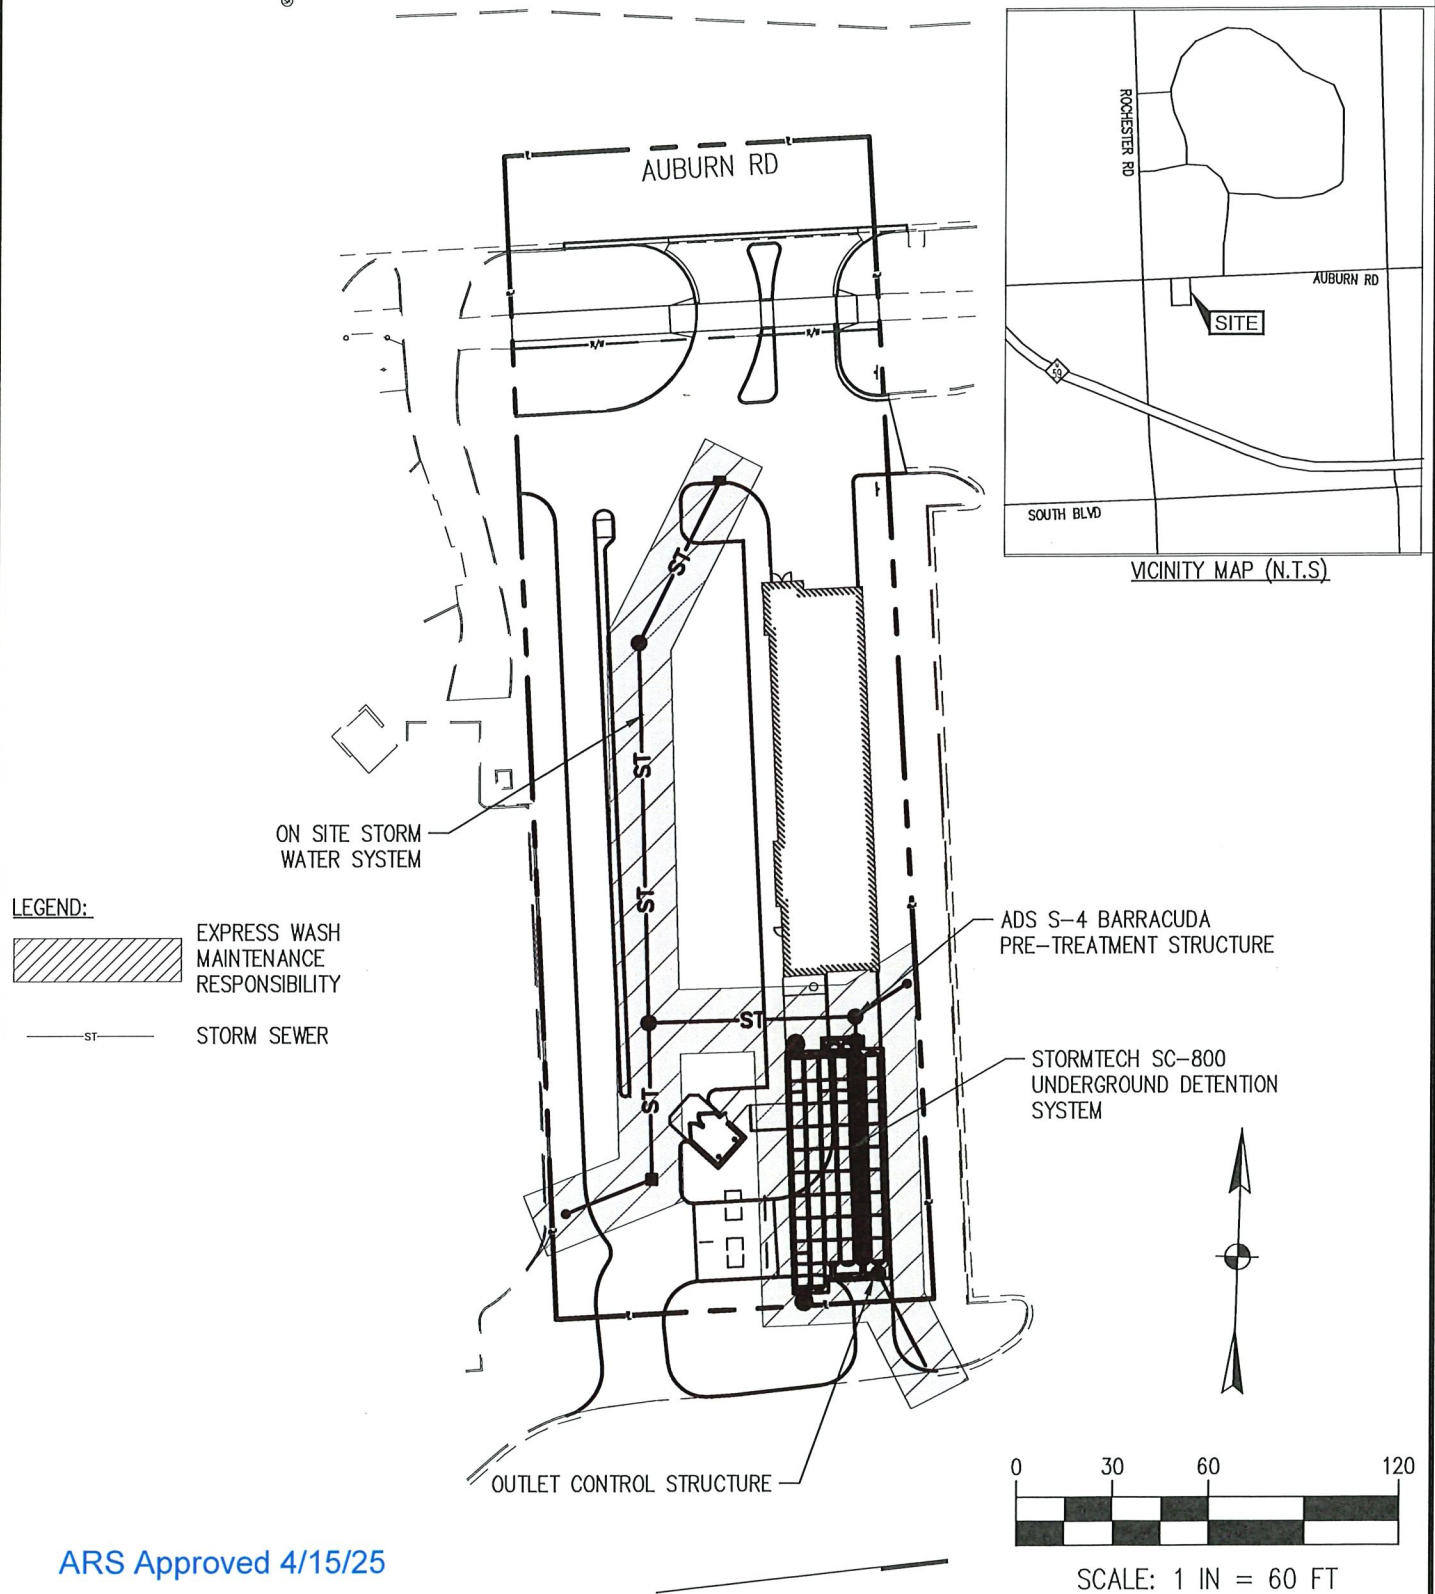 AUBURN RD
ROCHESTER RD
AUBURN RD
SITE
59
SOUTH BLVD
VICINITY MAP (N.T.S)
R/W
R/W
ST
ST
ON SITE STORM
WATER SYSTEM
ST
LEGEND:
EXPRESS WASH
MAINTENANCE
RESPONSIBILITY
ST
STORM SEWER
ADS S-4 BARRACUDA
PRE-TREATMENT STRUCTURE
ST
STORMTECH SC-800
UNDERGROUND DETENTION
SYSTEM
ST
OUTLET CONTROL STRUCTURE
0 30 60 120
SCALE: 1 IN = 60 FT
ARS Approved 4/15/25